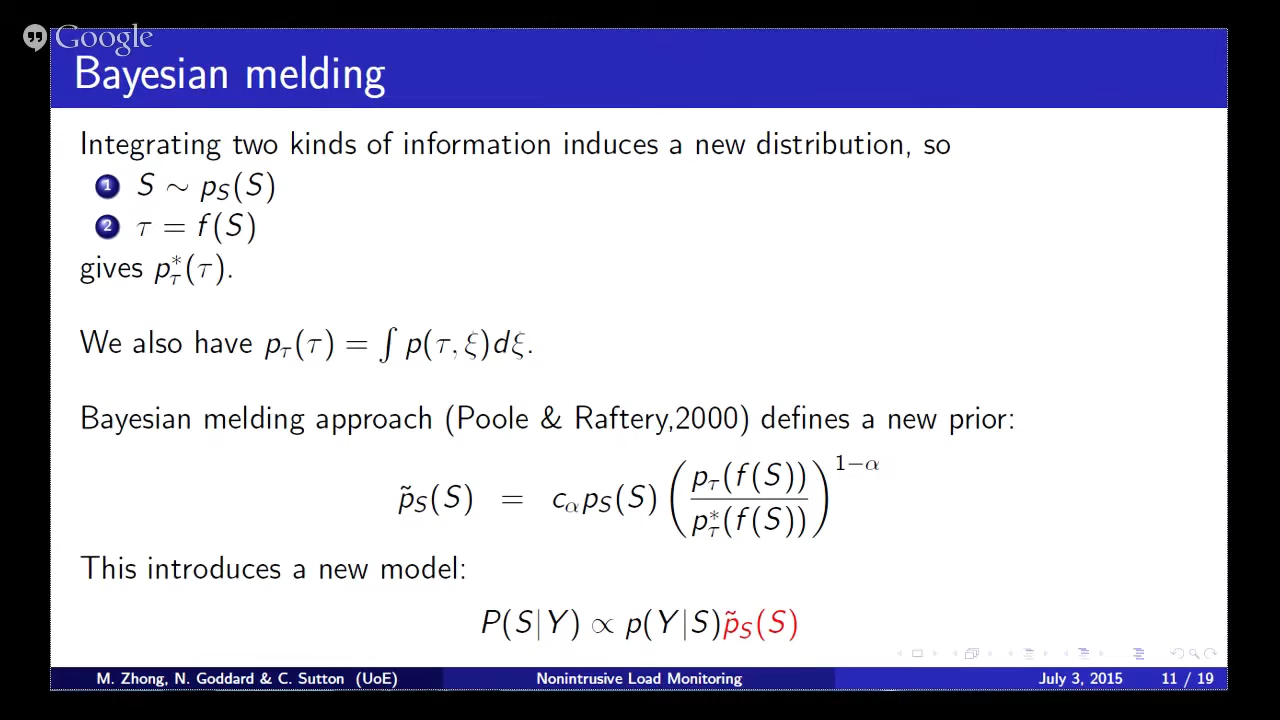 Google
Bayesian melding
Integrating two kinds of information induces a new distribution, so
1 S ∼ p_S(S)
2 τ = f(S)
gives p*_τ(τ).
We also have p_τ(τ) = ∫ p(τ, ξ)dξ.
Bayesian melding approach (Poole & Raftery,2000) defines a new prior:
p̃_S(S) = c_α p_S(S) (p_τ(f(S)) / p*_τ(f(S)))^{1−α}
This introduces a new model:
P(S|Y) ∝ p(Y|S)p̃_S(S)
M. Zhong, N. Goddard & C. Sutton (UoE) Nonintrusive Load Monitoring July 3, 2015 11 / 19